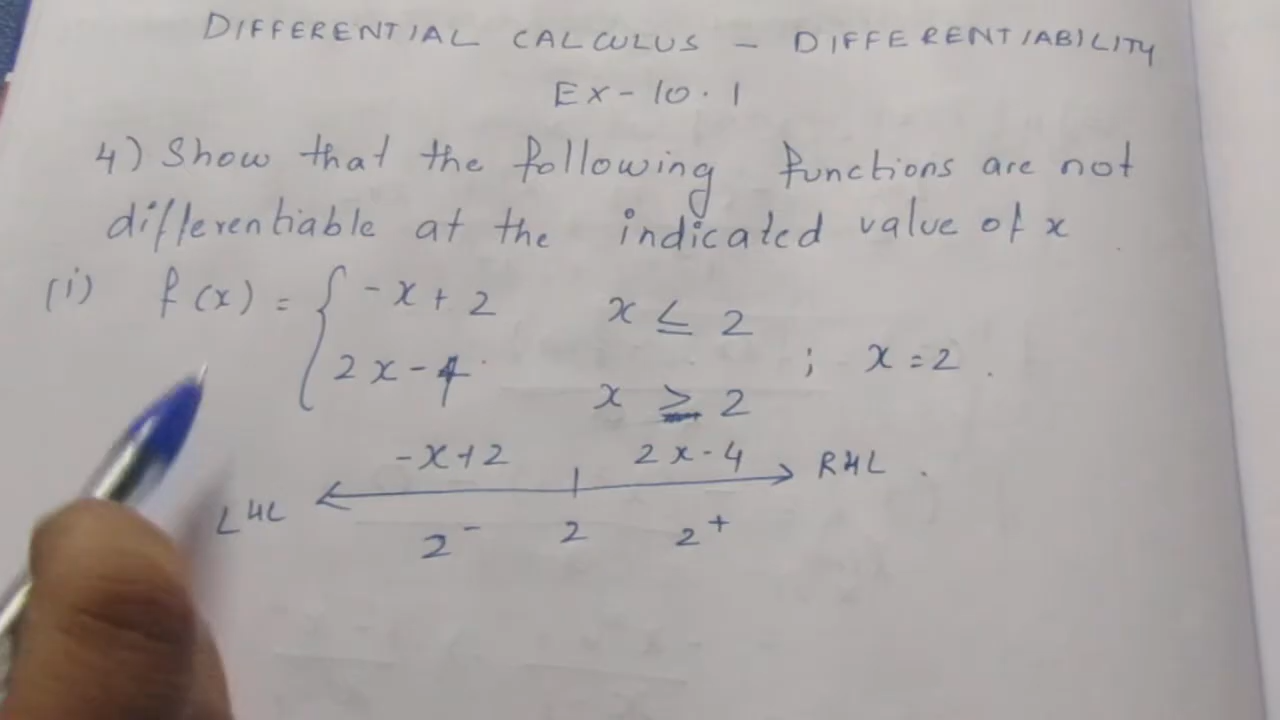 DIFFERENTIAL CALCULUS - DIFFERENTIABILITY
Ex-10.1
4) Show that the following functions are not
differentiable at the indicated value of x
(i) f(x) = { -x+2 x ≤ 2
2x-4 x ≥ 2 ; x=2.
-x+2 2x-4 RHL.
LHL 2⁻ 2 2⁺